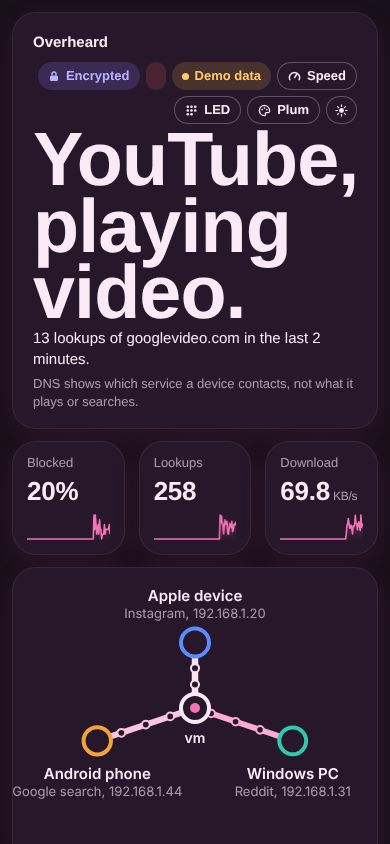 Overheard
Encrypted
Demo data
Speed
LED
Plum
YouTube,
playing
video.
13 lookups of googlevideo.com in the last 2
minutes.
DNS shows which service a device contacts, not what it
plays or searches.
Blocked
20%
Lookups
258
Download
69.8 KB/s
Apple device
Instagram, 192.168.1.20
vm
Android phone
Google search, 192.168.1.44
Windows PC
Reddit, 192.168.1.31